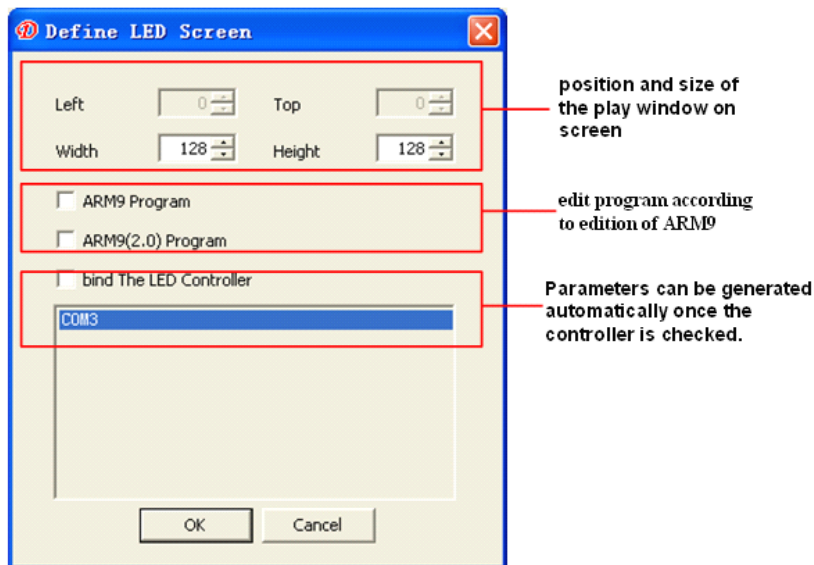 Define LED Screen
Left 0 Top 0
Width 128 Height 128
position and size of
the play window on
screen
ARM9 Program
ARM9(2.0) Program
edit program according
to edition of ARM9
bind The LED Controller
COM3
Parameters can be generated
automatically once the
controller is checked.
OK Cancel